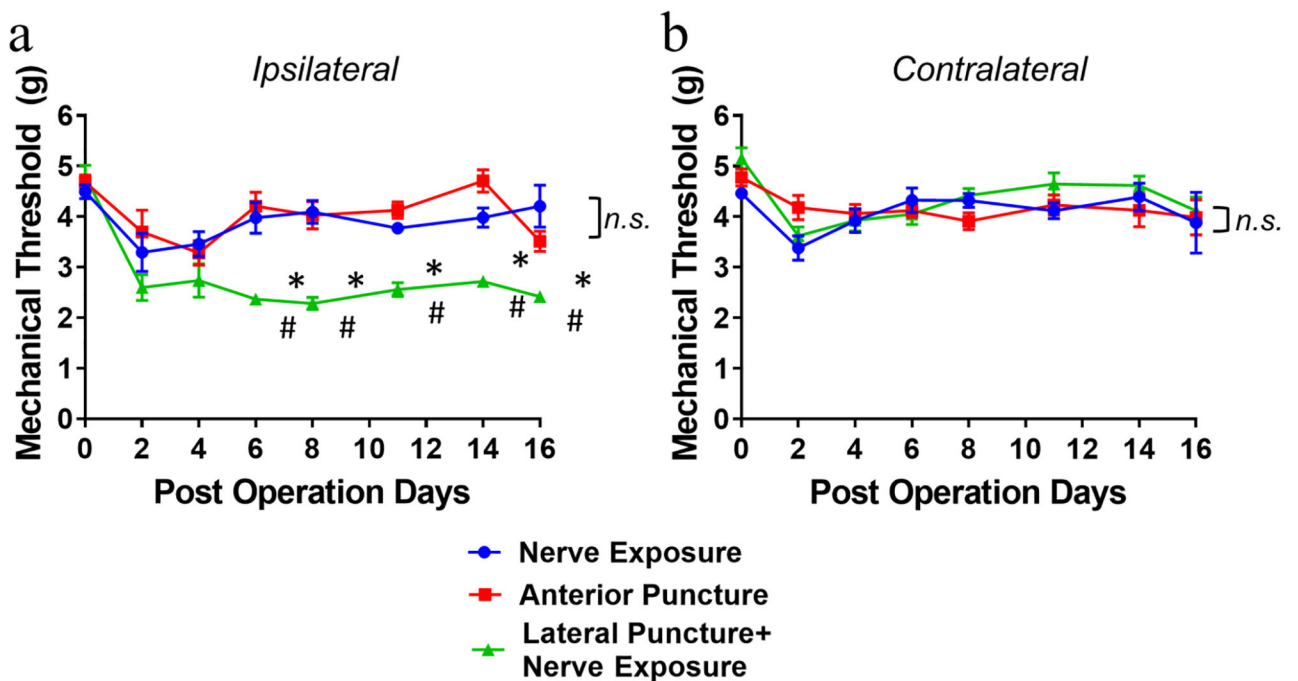 a
Ipsilateral
Mechanical Threshold (g)
6
5
4
3
2
1
0
0 2 4 6 8 10 12 14 16
Post Operation Days
n.s.
* * * * *
# # # # #
b
Contralateral
Mechanical Threshold (g)
6
5
4
3
2
1
0
0 2 4 6 8 10 12 14 16
Post Operation Days
n.s.
Nerve Exposure
Anterior Puncture
Lateral Puncture+
Nerve Exposure